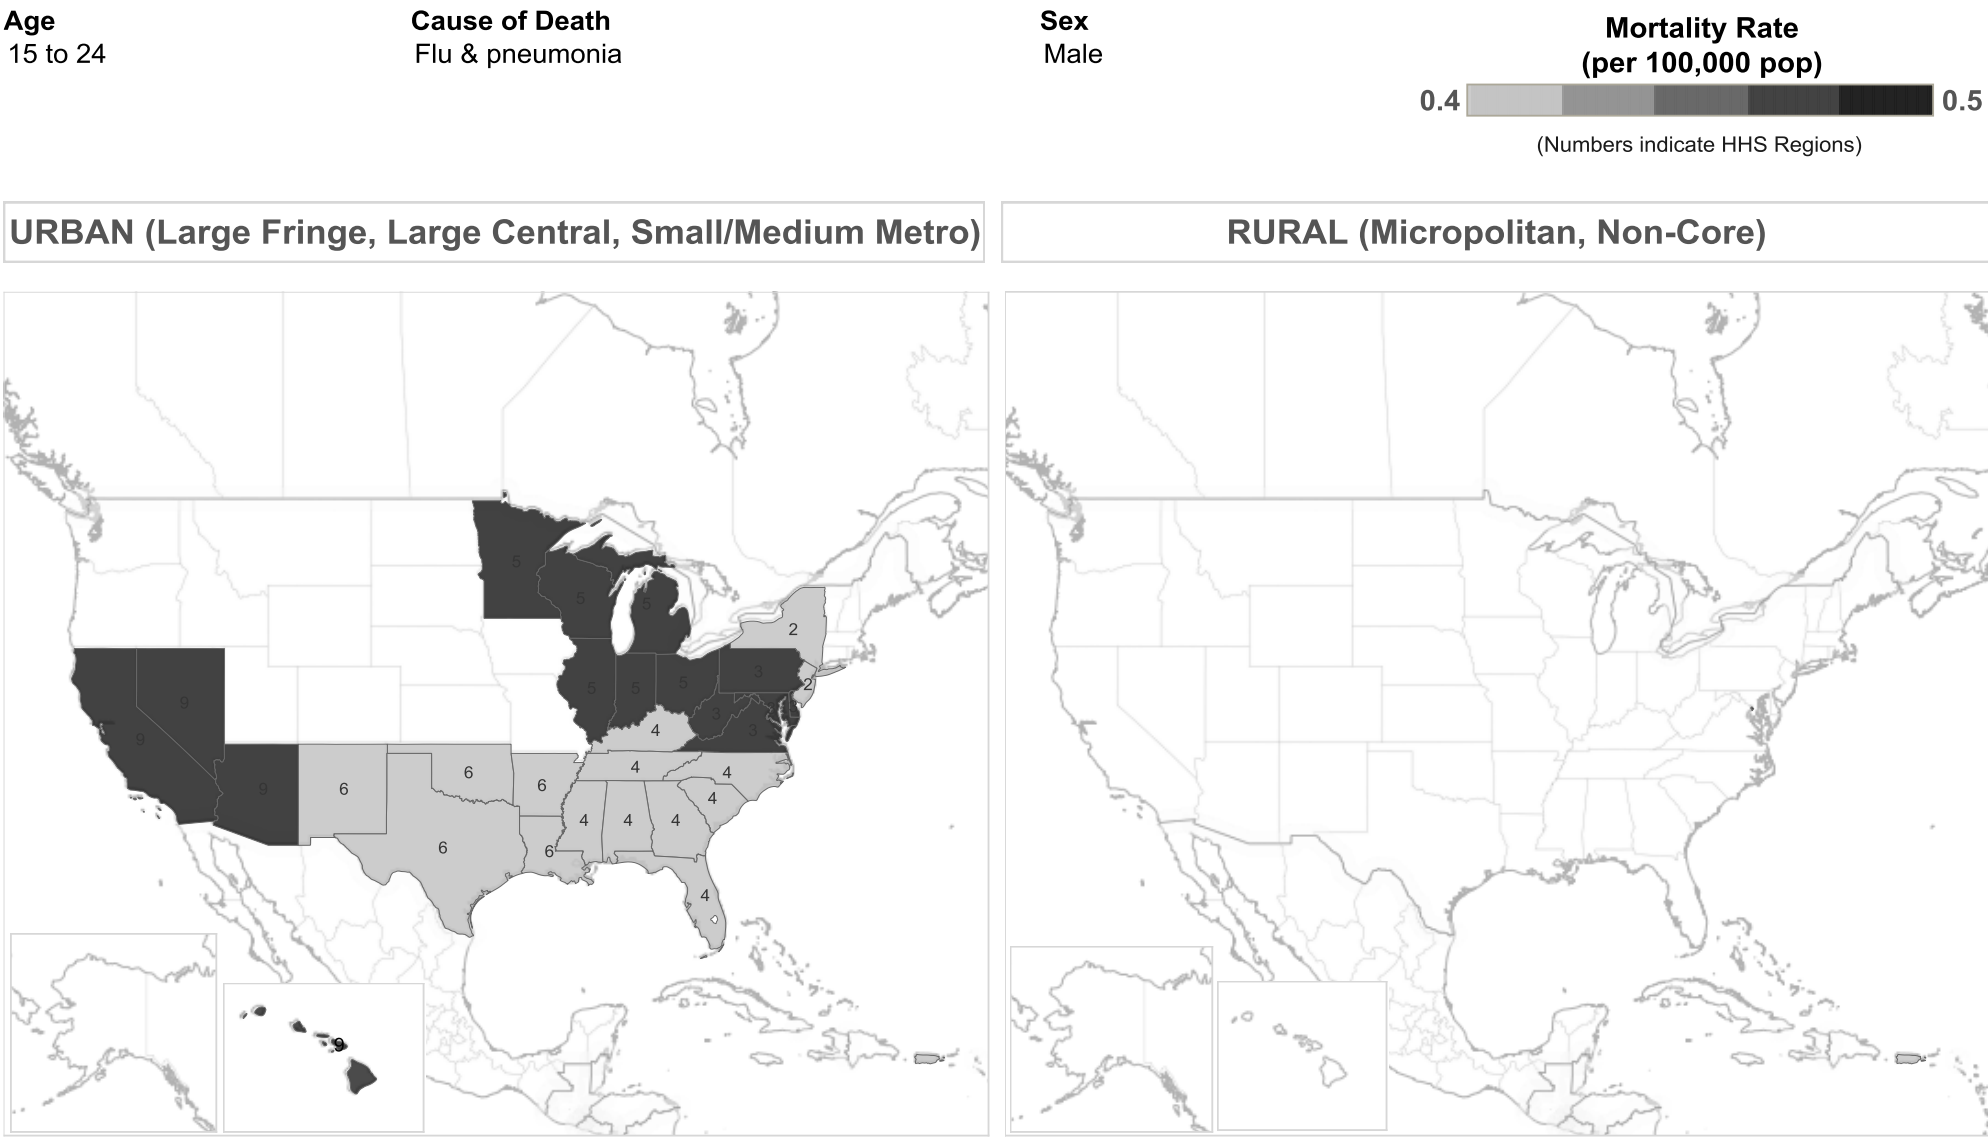 Age
15 to 24
Cause of Death
Flu & pneumonia
Sex
Male
Mortality Rate
(per 100,000 pop)
0.4 0.5
(Numbers indicate HHS Regions)
URBAN (Large Fringe, Large Central, Small/Medium Metro)
RURAL (Micropolitan, Non-Core)
5
5
5
2
9
5
5
5
3
2
9
3
3
4
9
6
6
6
4
4
4
4
4
4
6
6
4
9